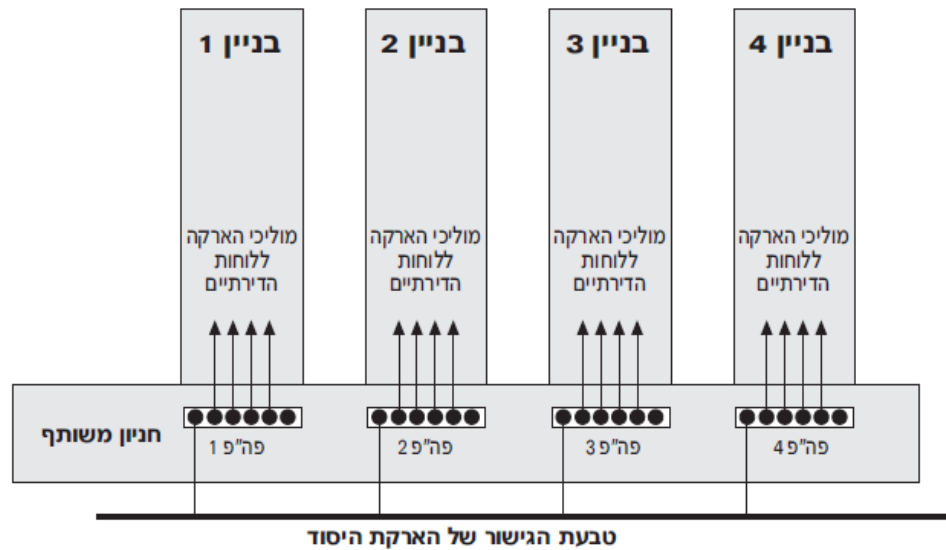 בניין 1
בניין 2
בניין 3
בניין 4
מוליכי הארקה
ללוחות
הדירתיים
מוליכי הארקה
ללוחות
הדירתיים
מוליכי הארקה
ללוחות
הדירתיים
מוליכי הארקה
ללוחות
הדירתיים
חניון משותף
פה"פ 1
פה"פ 2
פה"פ 3
פה"פ 4
טבעת הגישור של הארקת היסוד